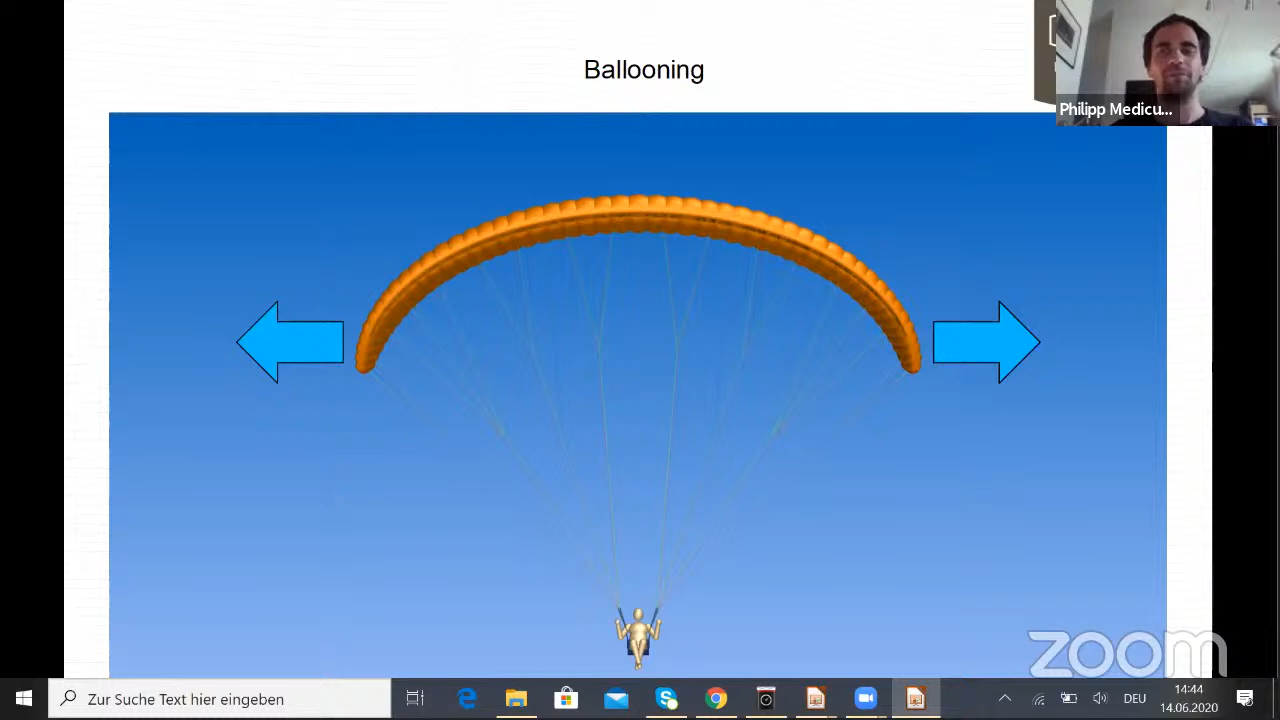 Ballooning
Philipp Medicu...
zoom
Zur Suche Text hier eingeben
DEU
14:44
14.06.2020